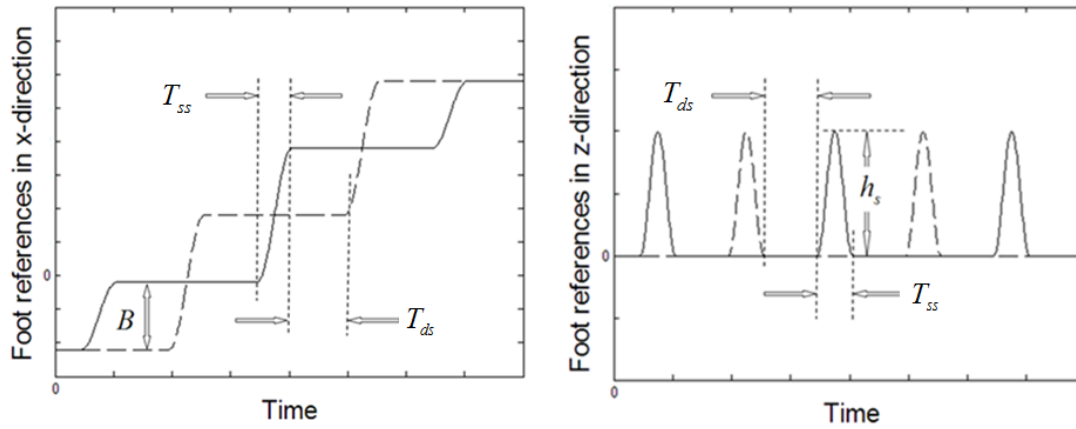 Foot references in x-direction
T_ss
B
T_ds
0
0
Time
Foot references in z-direction
T_ds
h_s
T_ss
0
0
Time